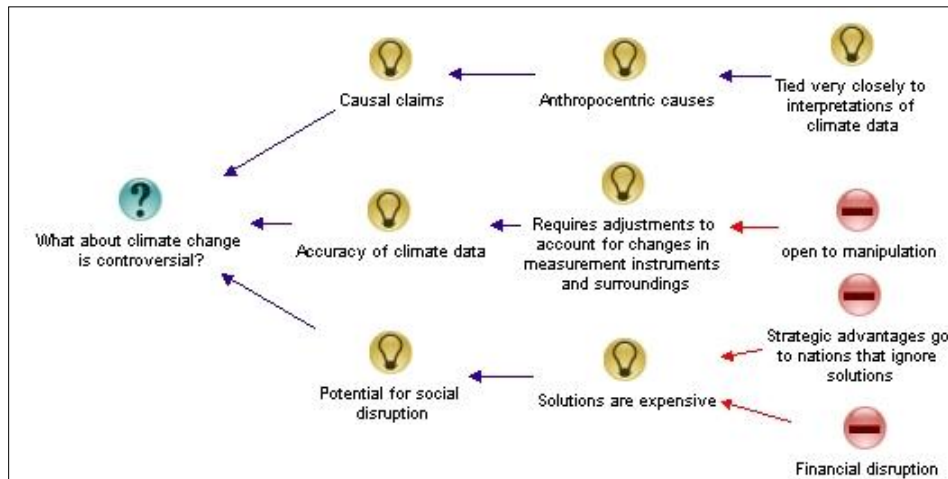 Causal claims
Anthropocentric causes
Tied very closely to
interpretations of
climate data
?
What about climate change
is controversial?
Accuracy of climate data
Requires adjustments to
account for changes in
measurement instruments
and surroundings
open to manipulation
Potential for social
disruption
Solutions are expensive
Strategic advantages go
to nations that ignore
solutions
Financial disruption